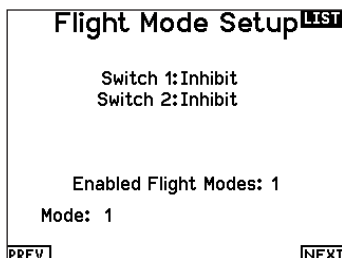 Flight Mode Setup LIST
Switch 1: Inhibit
Switch 2: Inhibit
Enabled Flight Modes: 1
Mode: 1
PREV NEXT